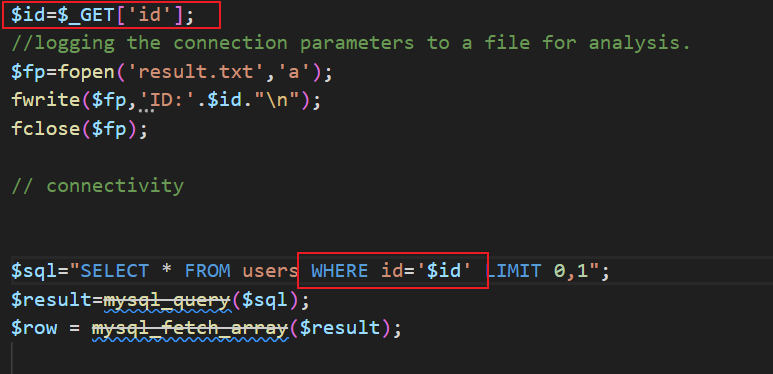 $id=$_GET['id'];
//logging the connection parameters to a file for analysis.
$fp=fopen('result.txt','a');
fwrite($fp,'ID:'.$id."\n");
fclose($fp);
// connectivity
$sql="SELECT * FROM users WHERE id='$id' LIMIT 0,1";
$result=mysql_query($sql);
$row = mysql_fetch_array($result);